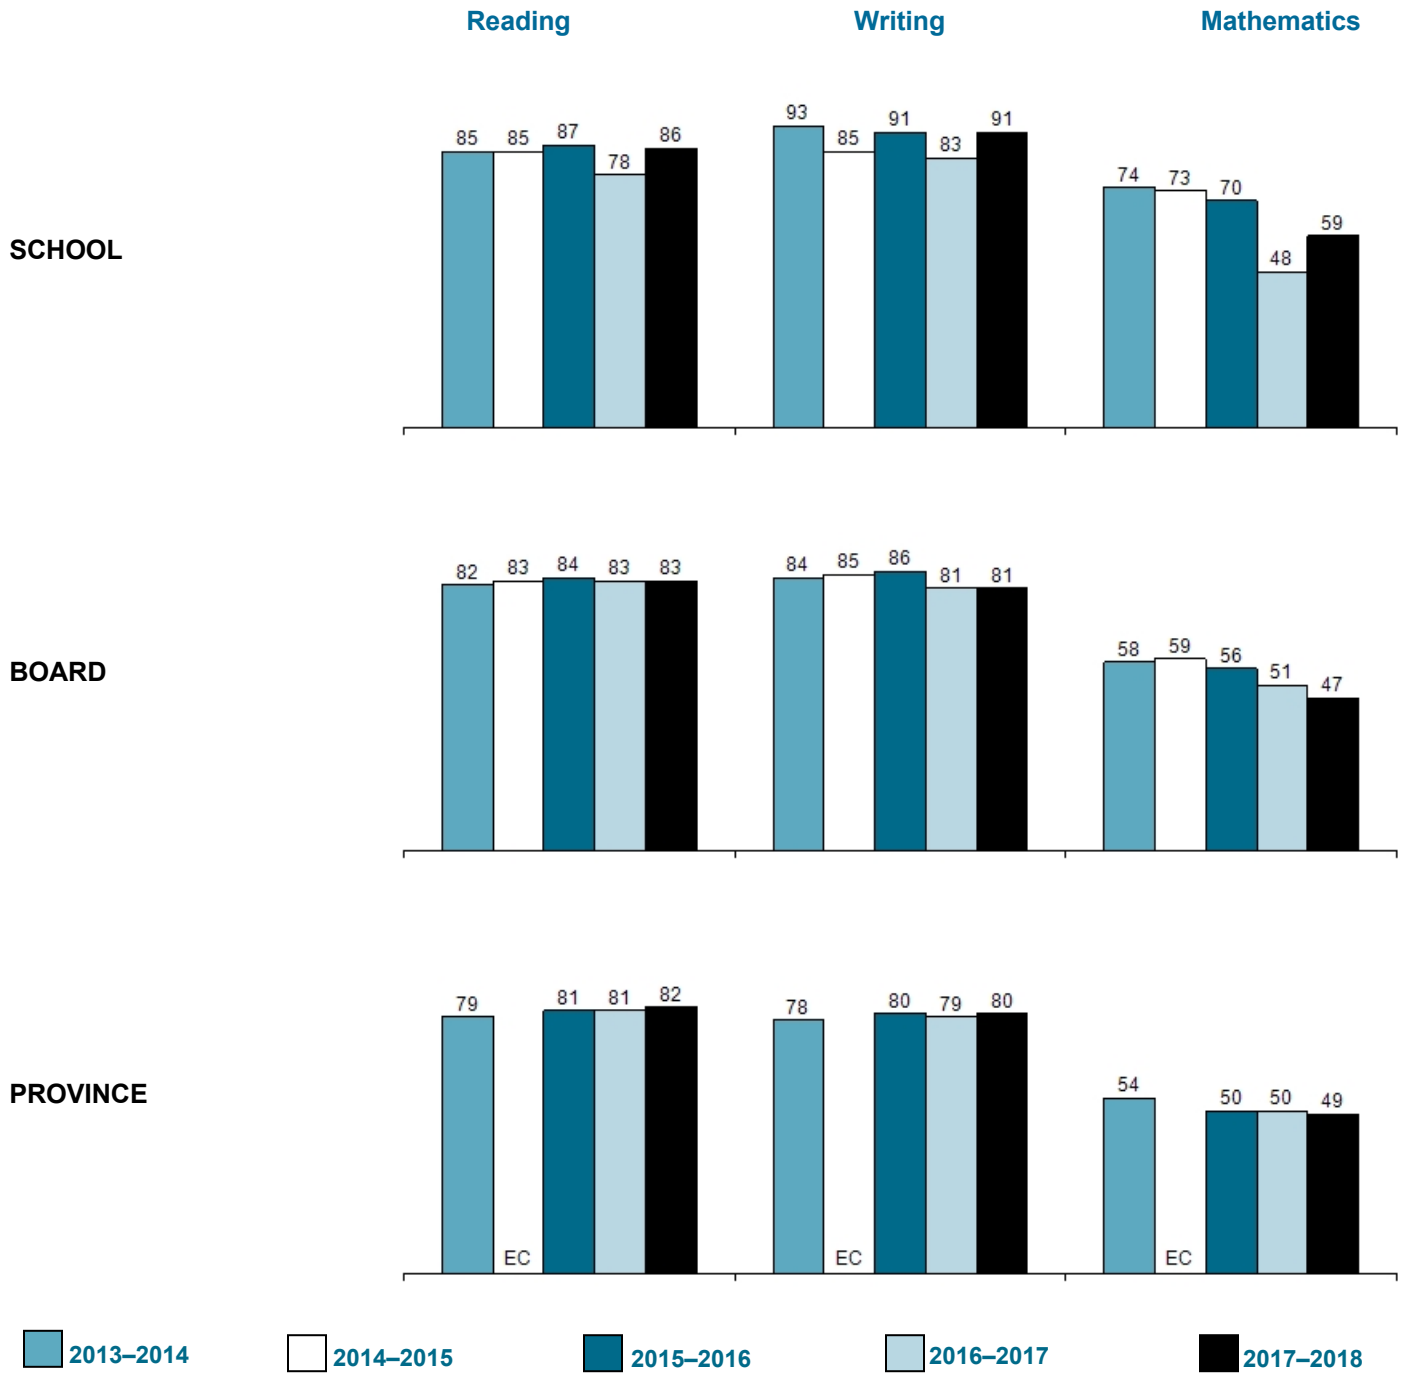 Reading Writing Mathematics
SCHOOL
85 85 87 78 86
93 85 91 83 91
74 73 70 48 59
BOARD
82 83 84 83 83
84 85 86 81 81
58 59 56 51 47
PROVINCE
79 EC 81 81 82
78 EC 80 79 80
54 EC 50 50 49
2013–2014 2014–2015 2015–2016 2016–2017 2017–2018